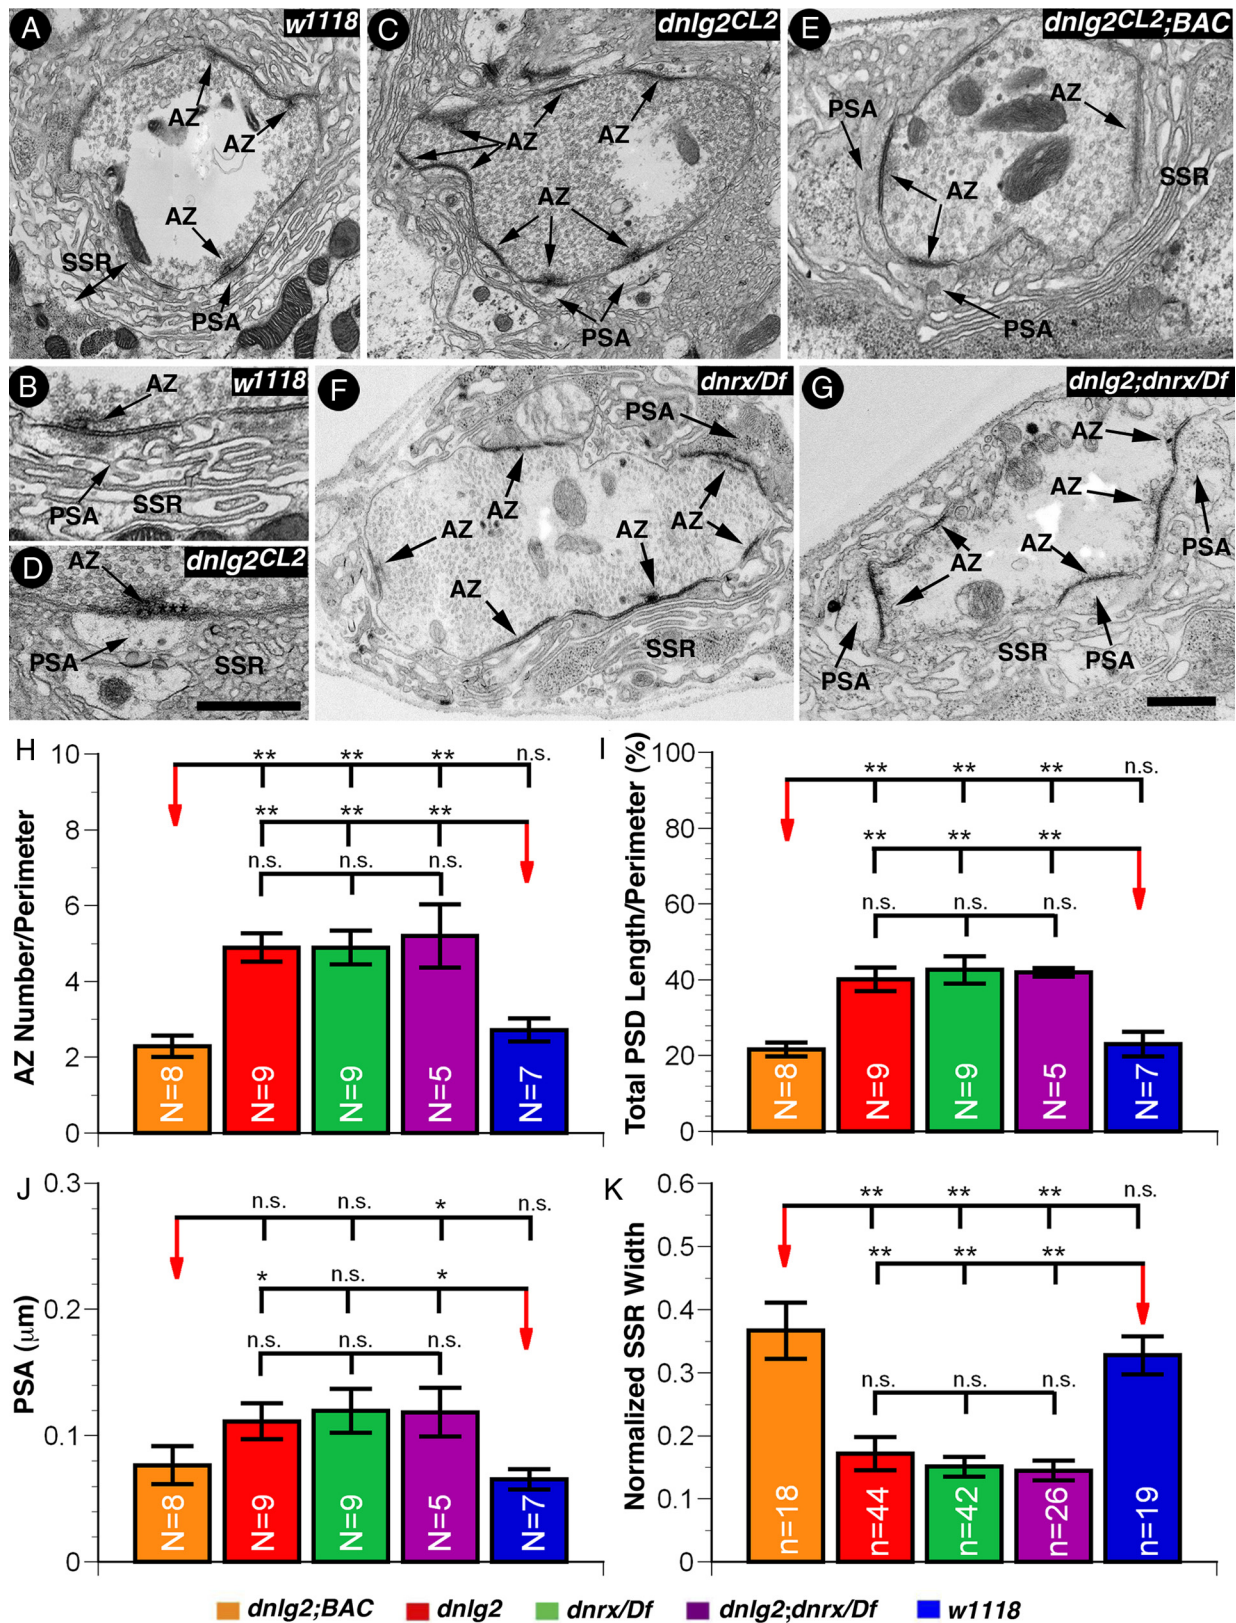 A
w1118
AZ
AZ
AZ
SSR
PSA
C
dnlg2CL2
AZ
AZ
AZ
AZ
PSA
E
dnlg2CL2;BAC
PSA
AZ
AZ
SSR
PSA
B
w1118
AZ
PSA
SSR
D
dnlg2CL2
AZ
***
PSA
SSR
F
dnrx/Df
PSA
AZ
AZ
AZ
AZ
AZ
SSR
G
dnlg2;dnrx/Df
AZ
AZ
AZ
AZ
PSA
SSR
PSA
PSA
H
AZ Number/Perimeter
10
8
6
4
2
0
** ** ** n.s.
** ** **
n.s. n.s. n.s.
N=8 N=9 N=9 N=5 N=7
I
Total PSD Length/Perimeter (%)
100
80
60
40
20
0
** ** ** n.s.
** ** **
n.s. n.s. n.s.
N=8 N=9 N=9 N=5 N=7
J
PSA (μm)
0.3
0.2
0.1
0
n.s. n.s. * n.s.
* n.s. *
n.s. n.s. n.s.
N=8 N=9 N=9 N=5 N=7
K
Normalized SSR Width
0.6
0.5
0.4
0.3
0.2
0.1
0
** ** ** n.s.
** ** **
n.s. n.s. n.s.
n=18 n=44 n=42 n=26 n=19
dnlg2;BAC dnlg2 dnrx/Df dnlg2;dnrx/Df w1118